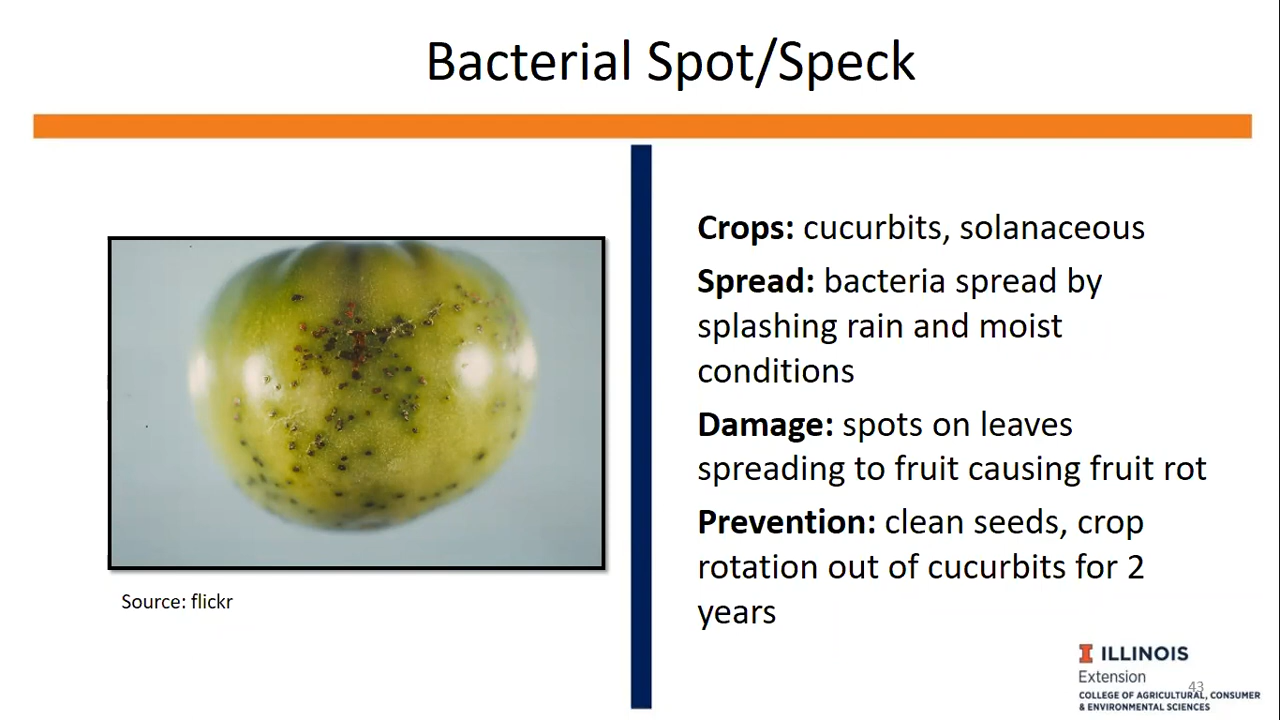 Bacterial Spot/Speck
Source: flickr
Crops: cucurbits, solanaceous
Spread: bacteria spread by
splashing rain and moist
conditions
Damage: spots on leaves
spreading to fruit causing fruit rot
Prevention: clean seeds, crop
rotation out of cucurbits for 2
years
I ILLINOIS
Extension
43
COLLEGE OF AGRICULTURAL, CONSUMER
& ENVIRONMENTAL SCIENCES